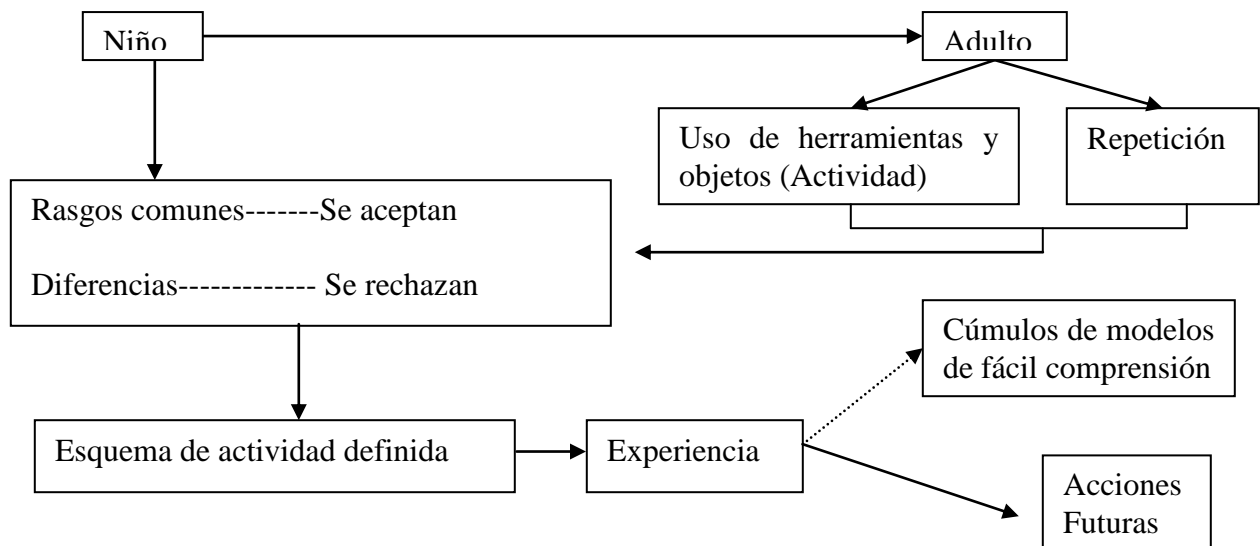 Niño
Adulto
Uso de herramientas y
objetos (Actividad)
Repetición
Rasgos comunes-------Se aceptan
Diferencias------------- Se rechazan
Cúmulos de modelos
de fácil comprensión
Esquema de actividad definida
Experiencia
Acciones
Futuras